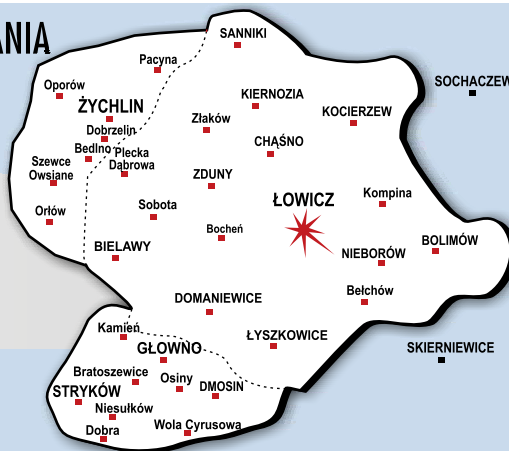 ANIA
SANNIKI
Pacyna
Oporów
SOCHACZEW
KIERNOZIA
ŻYCHLIN
KOCIERZEW
Złaków
Dobrzelin
CHĄŚNO
Bedlno
Plecka
Dąbrowa
Szewce
Owsiane
ZDUNY
Kompina
ŁOWICZ
Sobota
Orłów
Bocheń
BOLIMÓW
BIELAWY
NIEBORÓW
Bełchów
DOMANIEWICE
Kamień
ŁYSZKOWICE
GŁOWNO
SKIERNIEWICE
Bratoszewice
Osiny
DMOSIN
STRYKÓW
Niesułków
Wola Cyrusowa
Dobra